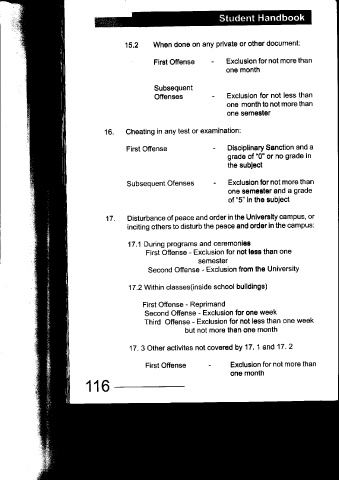 Student Handbook
15.2 When done on any private or other document:
First Offense - Exclusion for not more than
one month
Subsequent
Offenses - Exclusion for not less than
one month to not more than
one semester
16. Cheating in any test or examination:
First Offense - Disciplinary Sanction and a
grade of "0" or no grade in
the subject
Subsequent Ofenses - Exclusion for not more than
one semester and a grade
of "5" in the subject
17. Disturbance of peace and order in the University campus, or
inciting others to disturb the peace and order in the campus:
17.1 During programs and ceremonies
First Offense - Exclusion for not less than one
semester
Second Offense - Exclusion from the University
17.2 Within classes(inside school buildings)
First Offense - Reprimand
Second Offense - Exclusion for one week
Third Offense - Exclusion for not less than one week
but not more than one month
17. 3 Other activites not covered by 17. 1 and 17. 2
First Offense - Exclusion for not more than
one month
116